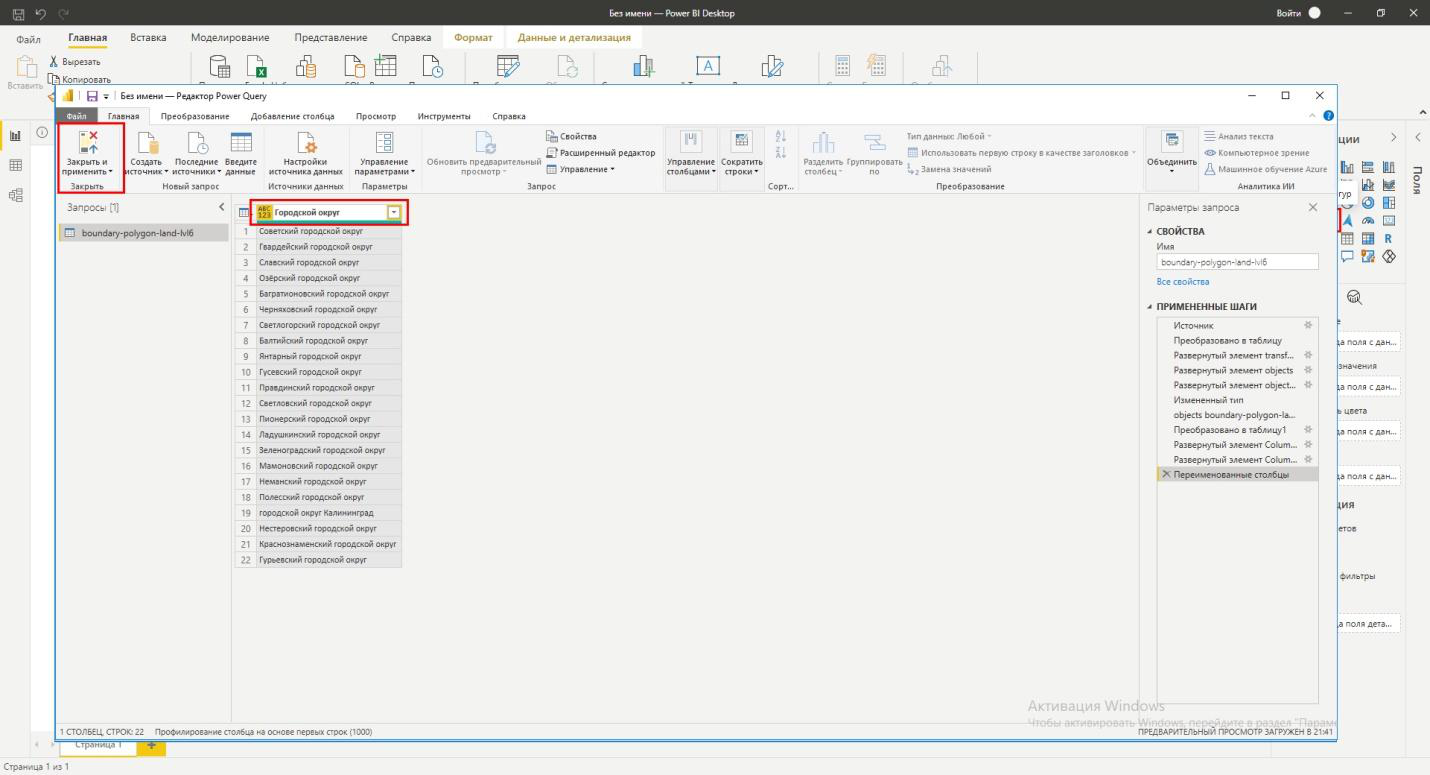 Без имени — Power BI Desktop
Войти
Файл
Главная
Вставка
Моделирование
Представление
Справка
Формат
Данные и детализация
Вставить
Вырезать
Копировать
Без имени — Редактор Power Query
Файл
Главная
Преобразование
Добавление столбца
Просмотр
Инструменты
Справка
Закрыть и применить
Закрыть
Создать источник
Последние источники
Введите данные
Новый запрос
Настройки источника данных
Источники данных
Управление параметрами
Параметры
Обновить предварительный просмотр
Свойства
Расширенный редактор
Управление
Запрос
Управление столбцами
Сократить строки
Сорт...
Разделить столбец
Группировать по
Тип данных: Любой
Использовать первую строку в качестве заголовков
Замена значений
Преобразование
Объединить
Анализ текста
Компьютерное зрение
Машинное обучение Azure
Аналитика ИИ
Запросы [1]
boundary-polygon-land-lvl6
ABC 123 Городской округ
1 Советский городской округ
2 Гвардейский городской округ
3 Славский городской округ
4 Озёрский городской округ
5 Багратионовский городской округ
6 Черняховский городской округ
7 Светлогорский городской округ
8 Балтийский городской округ
9 Янтарный городской округ
10 Гусевский городской округ
11 Правдинский городской округ
12 Светловский городской округ
13 Пионерский городской округ
14 Ладушкинский городской округ
15 Зеленоградский городской округ
16 Мамоновский городской округ
17 Неманский городской округ
18 Полесский городской округ
19 городской округ Калининград
20 Нестеровский городской округ
21 Краснознаменский городской округ
22 Гурьевский городской округ
Параметры запроса
СВОЙСТВА
Имя
boundary-polygon-land-lvl6
Все свойства
ПРИМЕНЕННЫЕ ШАГИ
Источник
Преобразовано в таблицу
Развернутый элемент transf...
Развернутый элемент objects
Развернутый элемент object...
Измененный тип
objects boundary-polygon-la...
Преобразовано в таблицу1
Развернутый элемент Colum...
Развернутый элемент Colum...
Переименованные столбцы
ции
гур
Поля
R
да поля с дан...
значения
да поля с дан...
ь цвета
да поля с дан...
да поля с дан...
ция
етов
фильтры
а поля дета...
Активация Windows
Чтобы активировать Windows, перейдите в раздел "Парам
1 СТОЛБЕЦ, СТРОК: 22 Профилирование столбца на основе первых строк (1000)
ПРЕДВАРИТЕЛЬНЫЙ ПРОСМОТР ЗАГРУЖЕН В 21:41
Страница 1
Страница 1 из 1